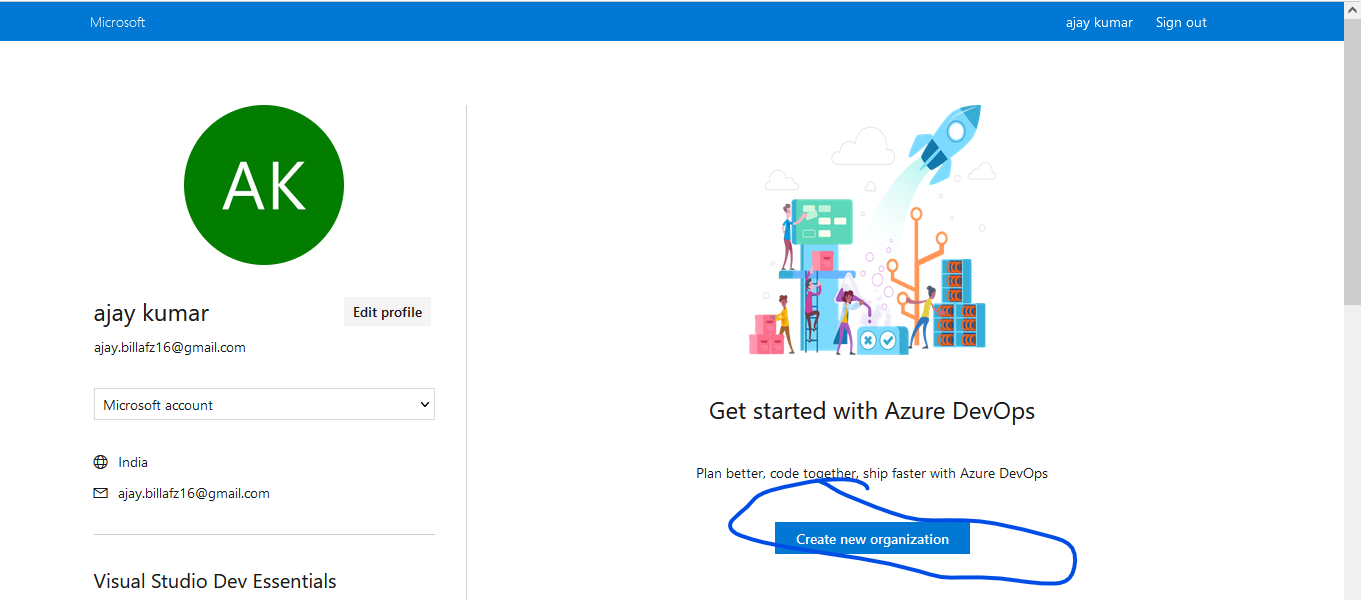 Microsoft
ajay kumar Sign out
AK
ajay kumar
Edit profile
ajay.billafz16@gmail.com
Microsoft account
India
ajay.billafz16@gmail.com
Visual Studio Dev Essentials
Get started with Azure DevOps
Plan better, code together, ship faster with Azure DevOps
Create new organization